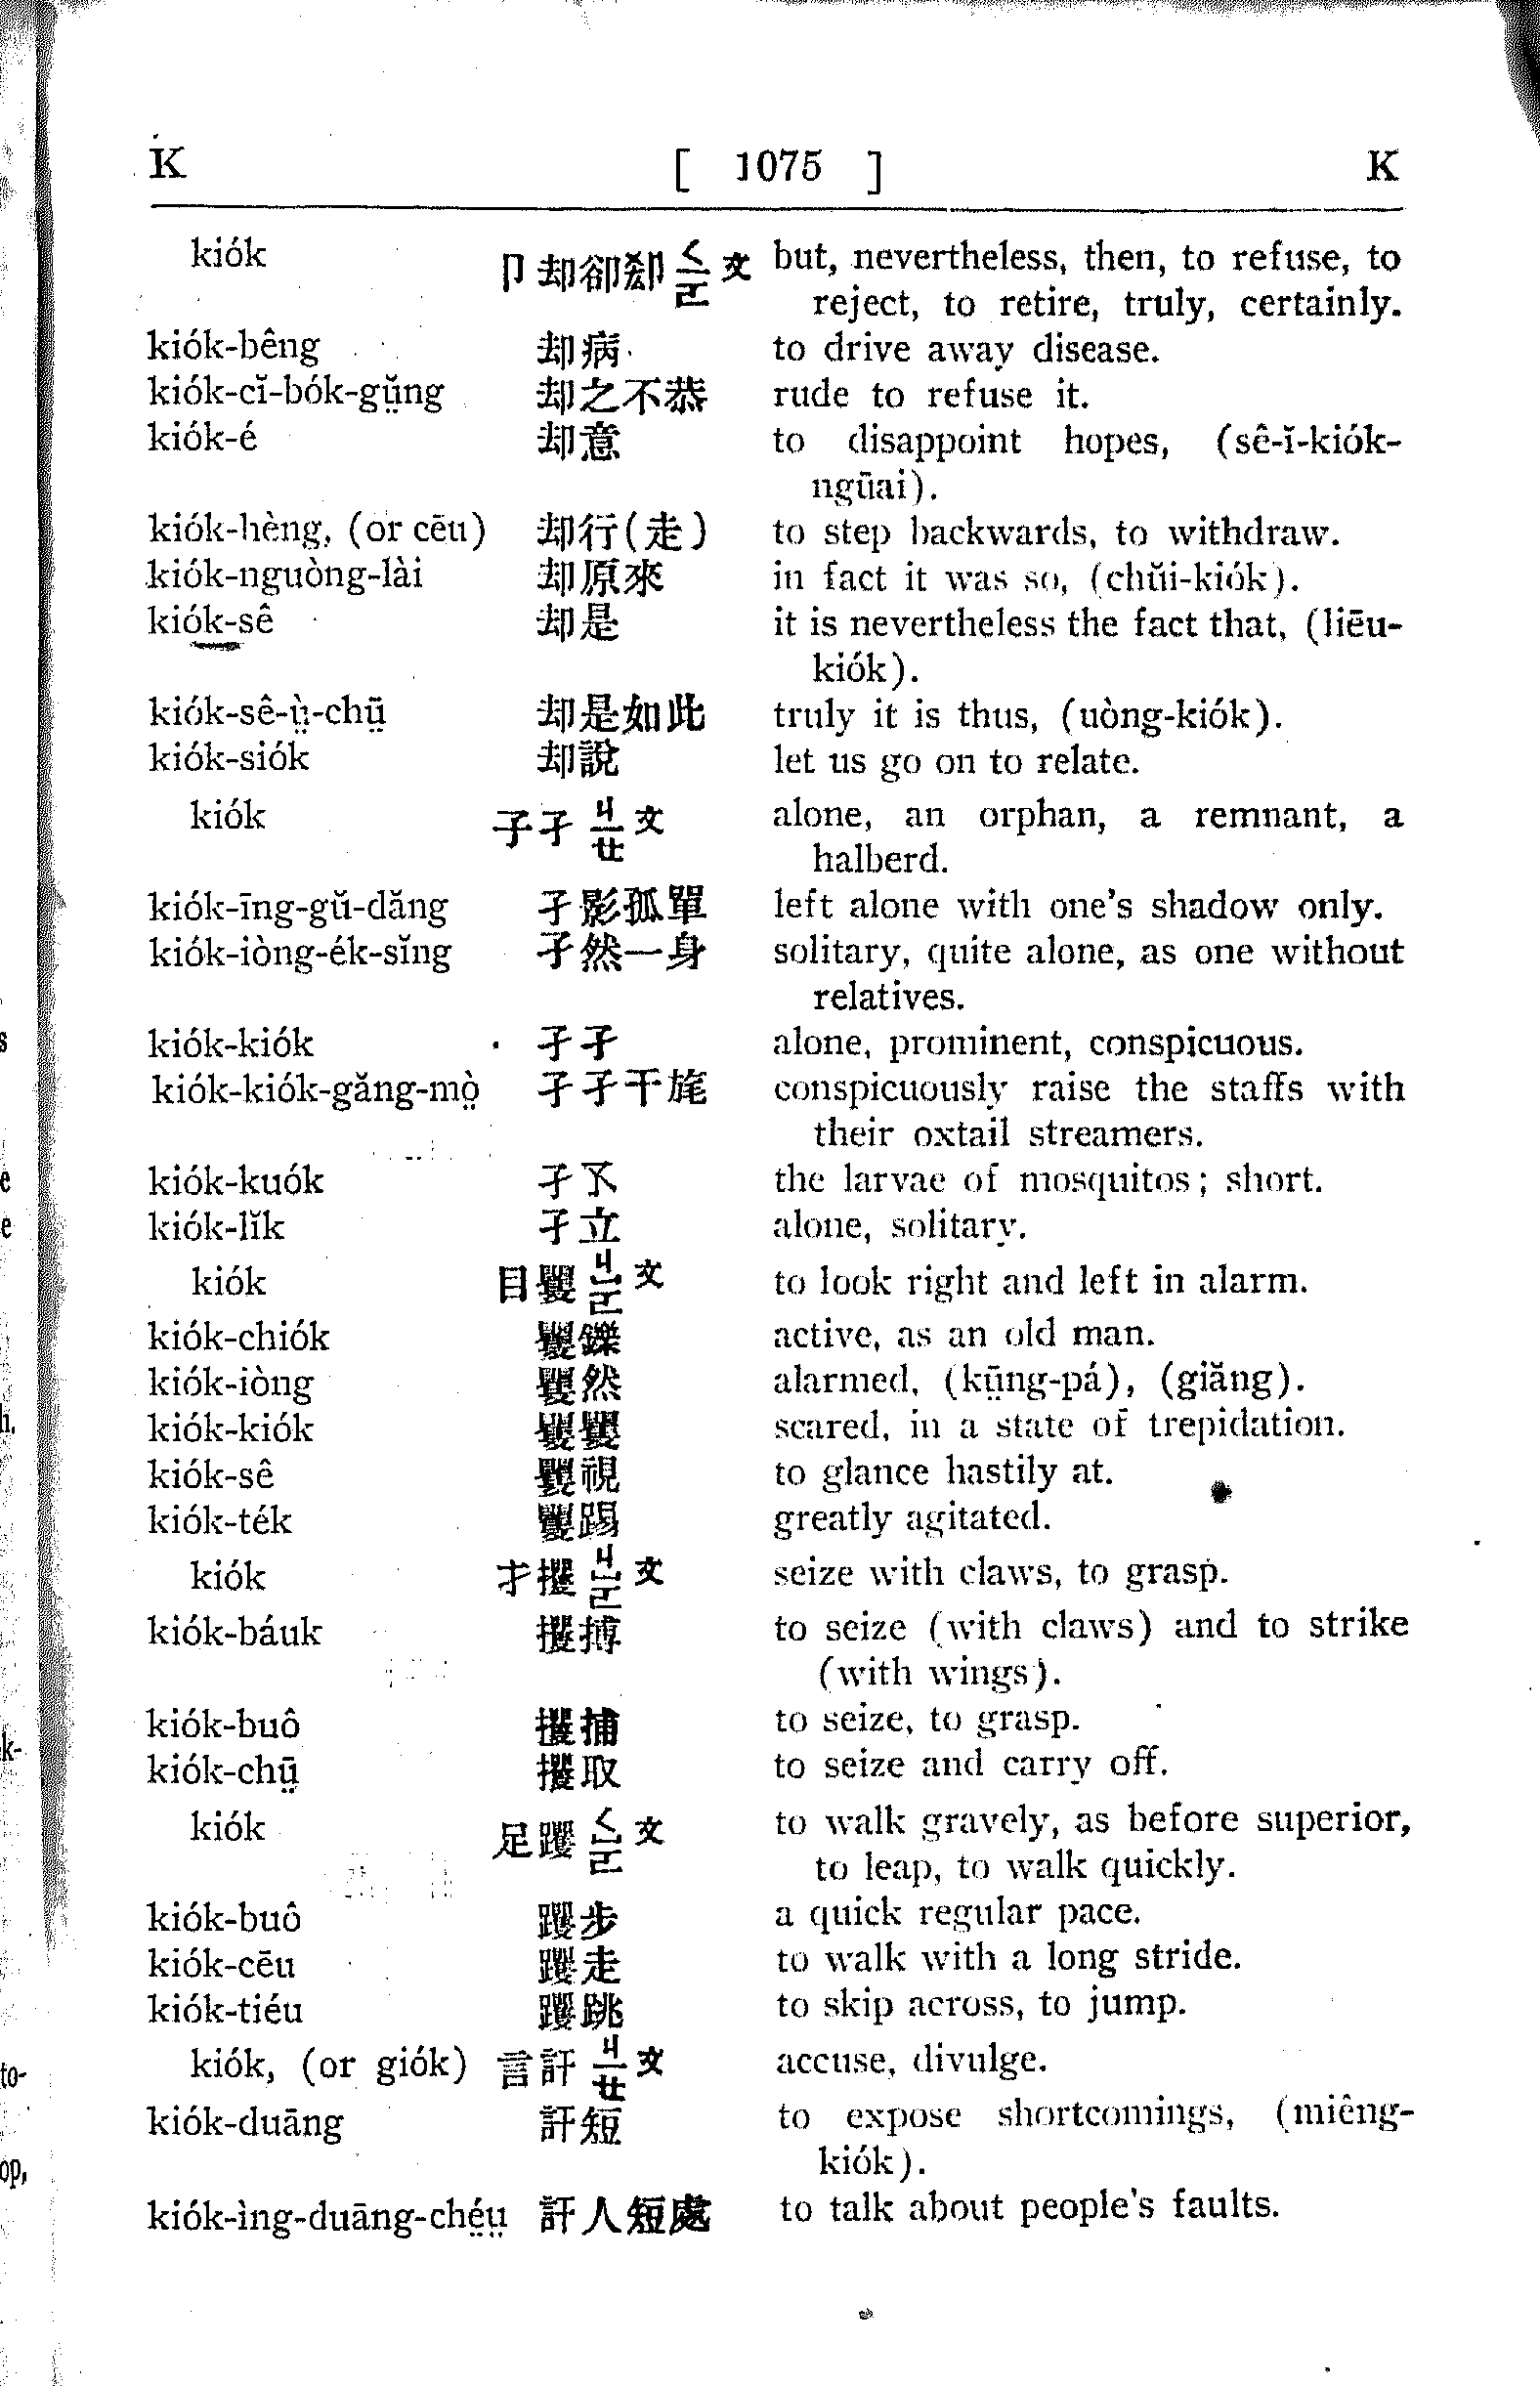 K [ 1075 ] K
kiók 卩 却卻郄 ㄑㄩㄝ 文 but, nevertheless, then, to refuse, to
reject, to retire, truly, certainly.
kiók-bêng 却病 to drive away disease.
kiók-cĭ-bók-gṳ̆ng 却之不恭 rude to refuse it.
kiók-é 却意 to disappoint hopes, (sê-ĭ-kiók-
ngūai).
kiók-hèng, (or cēu) 却行(走) to step backwards, to withdraw.
kiók-nguòng-lài 却原來 in fact it was so, (chŭi-kiók).
kiók-sê 却是 it is nevertheless the fact that, (liēu-
kiók).
kiók-sê-ṳ̀-chṳ̄ 却是如此 truly it is thus, (uòng-kiók).
kiók-siók 却說 let us go on to relate.
kiók 子孑 ㄐㄧㄝ 文 alone, an orphan, a remnant, a
halberd.
kiók-īng-gŭ-dăng 孑影孤單 left alone with one's shadow only.
kiók-iòng-ék-sĭng 孑然一身 solitary, quite alone, as one without
relatives.
kiók-kiók 孑孑 alone, prominent, conspicuous.
kiók-kiók-găng-mò̤ 孑孑干旄 conspicuously raise the staffs with
their oxtail streamers.
kiók-kuók the larvae of mosquitos; short.
kiók-lĭk 孑立 alone, solitary.
kiók 目矍 文 to look right and left in alarm.
kiók-chiók 矍鑠 active, as an old man.
kiók-iòng 矍然 alarmed, (kṳ̄ng-pá), (giăng).
kiók-kiók 矍矍 scared, in a state of trepidation.
kiók-sê 矍視 to glance hastily at.
kiók-ték 矍踢 greatly agitated.
kiók 才攫 文 seize with claws, to grasp.
kiók-báuk 攫搏 to seize (with claws) and to strike
(with wings).
kiók-buô 攫捕 to seize, to grasp.
kiók-chṳ̄ 攫取 to seize and carry off.
kiók 足躩 文 to walk gravely, as before superior,
to leap, to walk quickly.
kiók-buô 躩步 a quick regular pace.
kiók-cēu 躩走 to walk with a long stride.
kiók-tiéu 躩跳 to skip across, to jump.
kiók, (or giók) 言訐 ㄐㄧㄝ 文 accuse, divulge.
kiók-duāng 訐短 to expose shortcomings, (miêng-
kiók).
kiók-ìng-duāng-ché̤ṳ 訐人短處 to talk about people's faults.